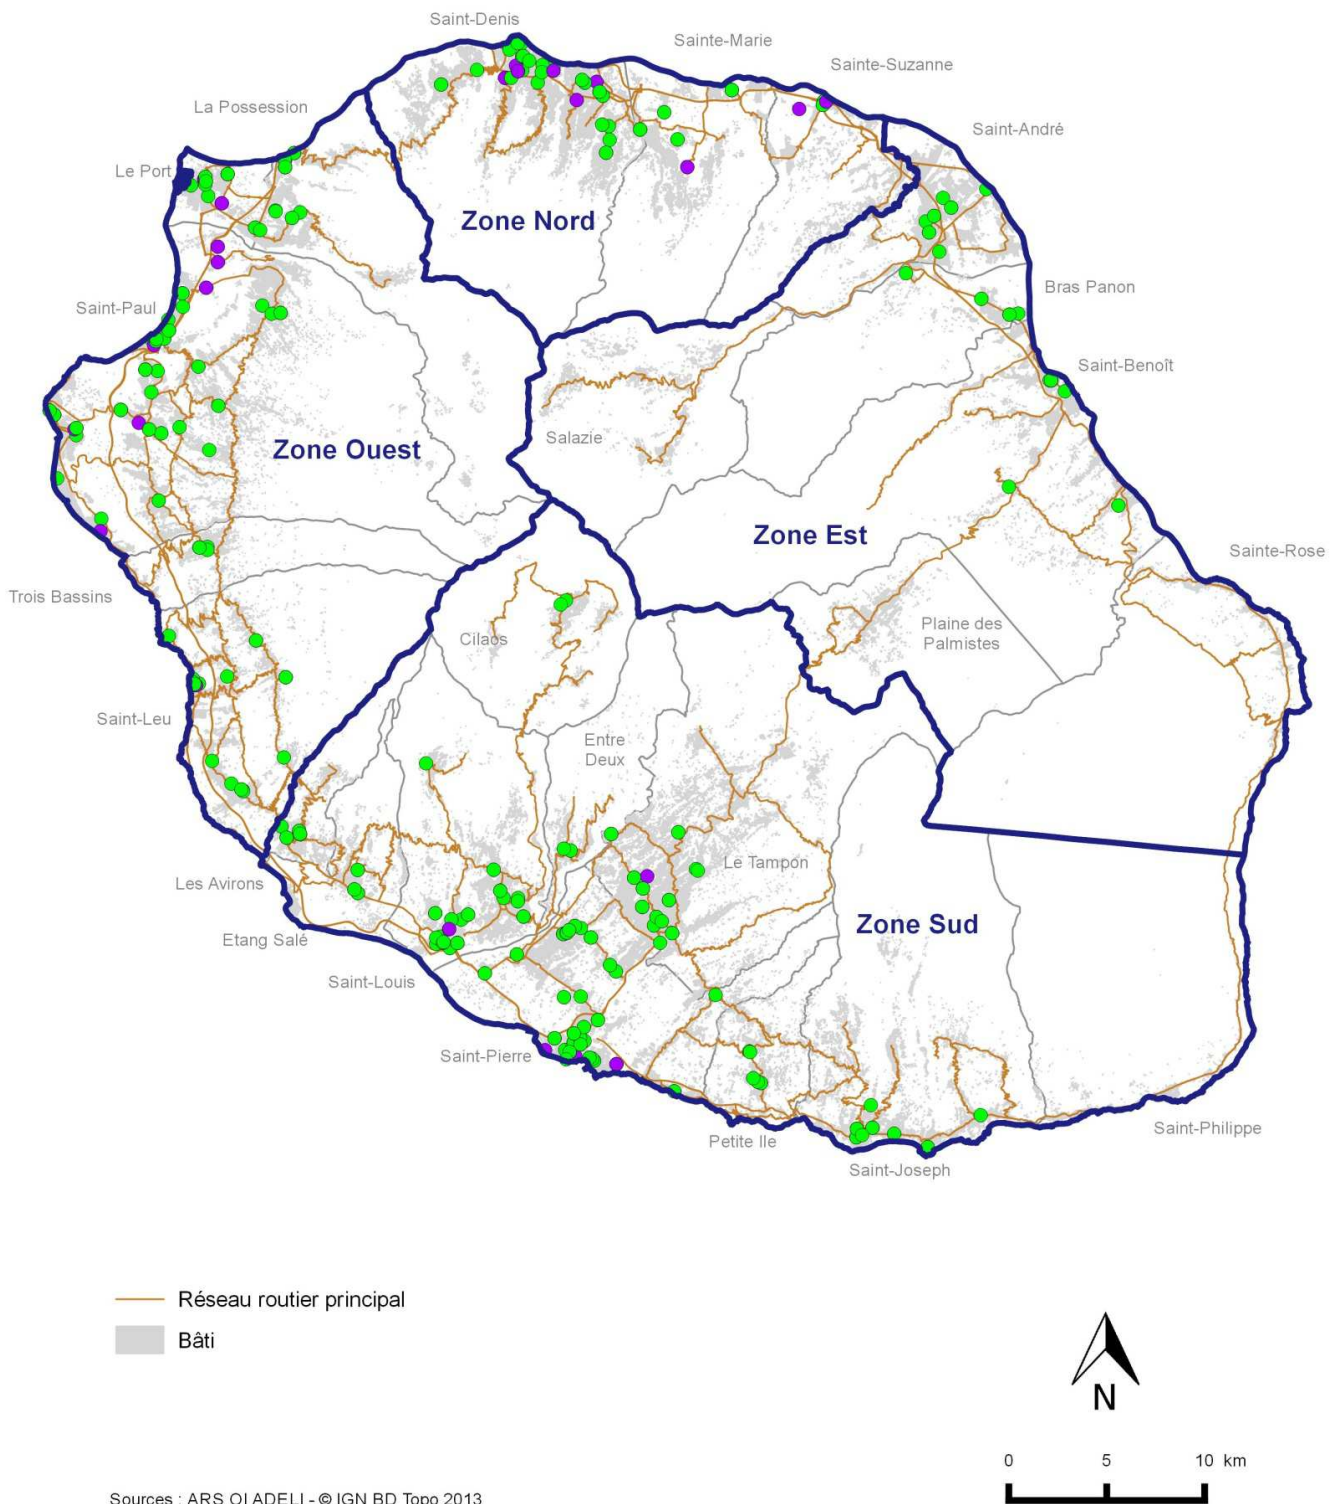 Saint-Denis
Sainte-Marie
Sainte-Suzanne
La Possession
Saint-André
Le Port
Zone Nord
Bras Panon
Saint-Paul
Saint-Benoît
Salazie
Zone Ouest
Zone Est
Sainte-Rose
Trois Bassins
Cilaos
Plaine des
Palmistes
Saint-Leu
Entre
Deux
Le Tampon
Les Avirons
Zone Sud
Etang Salé
Saint-Louis
Saint-Pierre
Petite Ile
Saint-Philippe
Saint-Joseph
Réseau routier principal
Bâti
N
0 5 10 km
Sources : ARS OI ADELI - © IGN BD Topo 2013